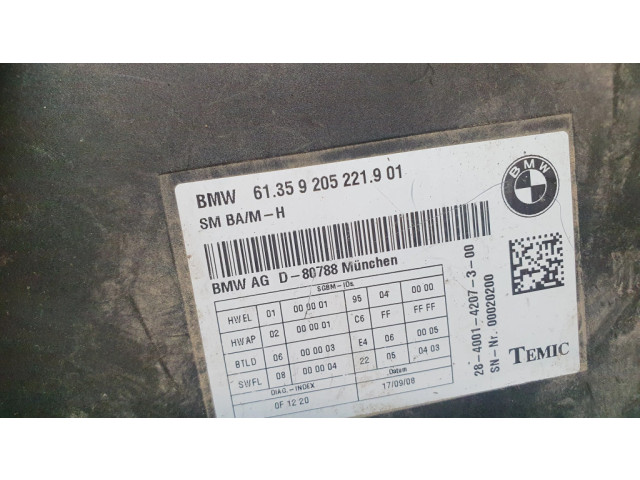 BMW 61.35 9 205 221.9 01
SM BA/M-H
BMW
BMW AG D-80788 München
SGBM-IDs
HWEL 01 00 00 01 95 04 00 00
HWAP 02 00 00 01 C6 FF FF FF
BTLD 06 00 00 03 E4 06 00 05
SWFL 08 00 00 04 22 05 04 03
DIAG.-INDEX Datum
0F 12 20 17/09/08
28-4001-4207-3-00
SN-Nr. 00020200
TEMIC